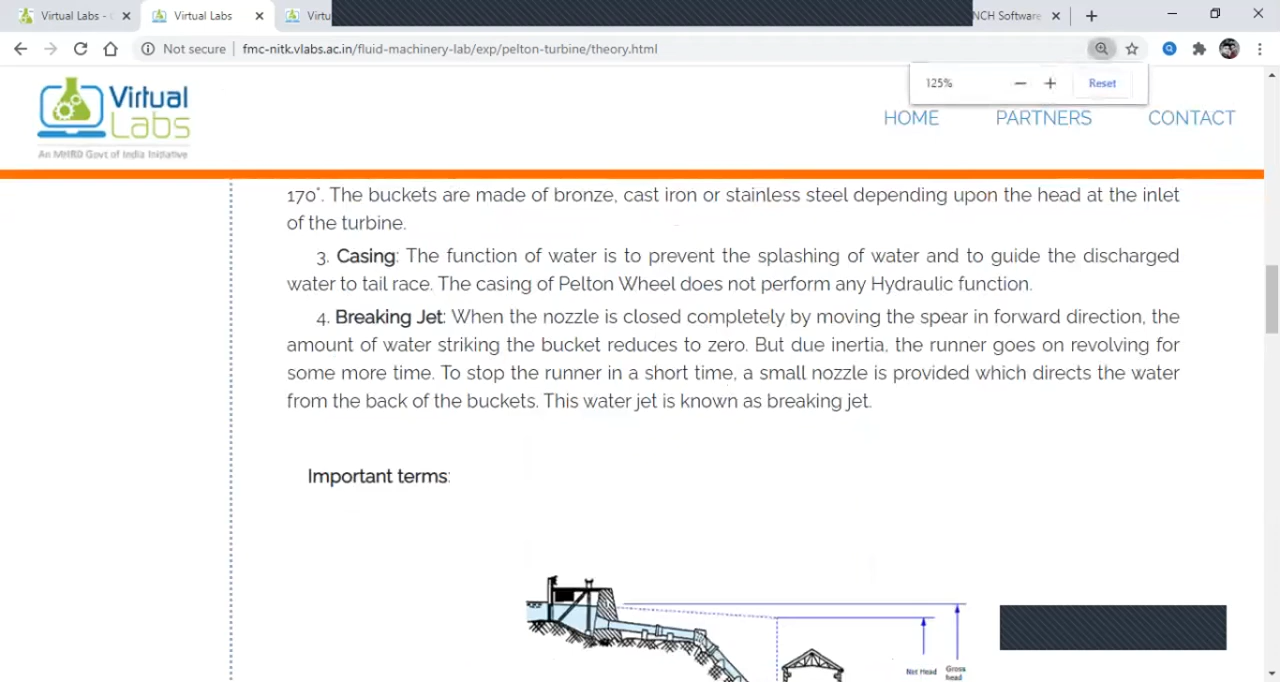 Virtual Labs -
Virtual Labs
Virtu
NCH Software
Not secure
fmc-nitk.vlabs.ac.in/fluid-machinery-lab/exp/pelton-turbine/theory.html
125%
Reset
Virtual
Labs
An MHRD Govt of India Initiative
HOME
PARTNERS
CONTACT
170°. The buckets are made of bronze, cast iron or stainless steel depending upon the head at the inlet
of the turbine.
3. Casing: The function of water is to prevent the splashing of water and to guide the discharged
water to tail race. The casing of Pelton Wheel does not perform any Hydraulic function.
4. Breaking Jet: When the nozzle is closed completely by moving the spear in forward direction, the
amount of water striking the bucket reduces to zero. But due inertia, the runner goes on revolving for
some more time. To stop the runner in a short time, a small nozzle is provided which directs the water
from the back of the buckets. This water jet is known as breaking jet.
Important terms:
Net Head
Gross
head